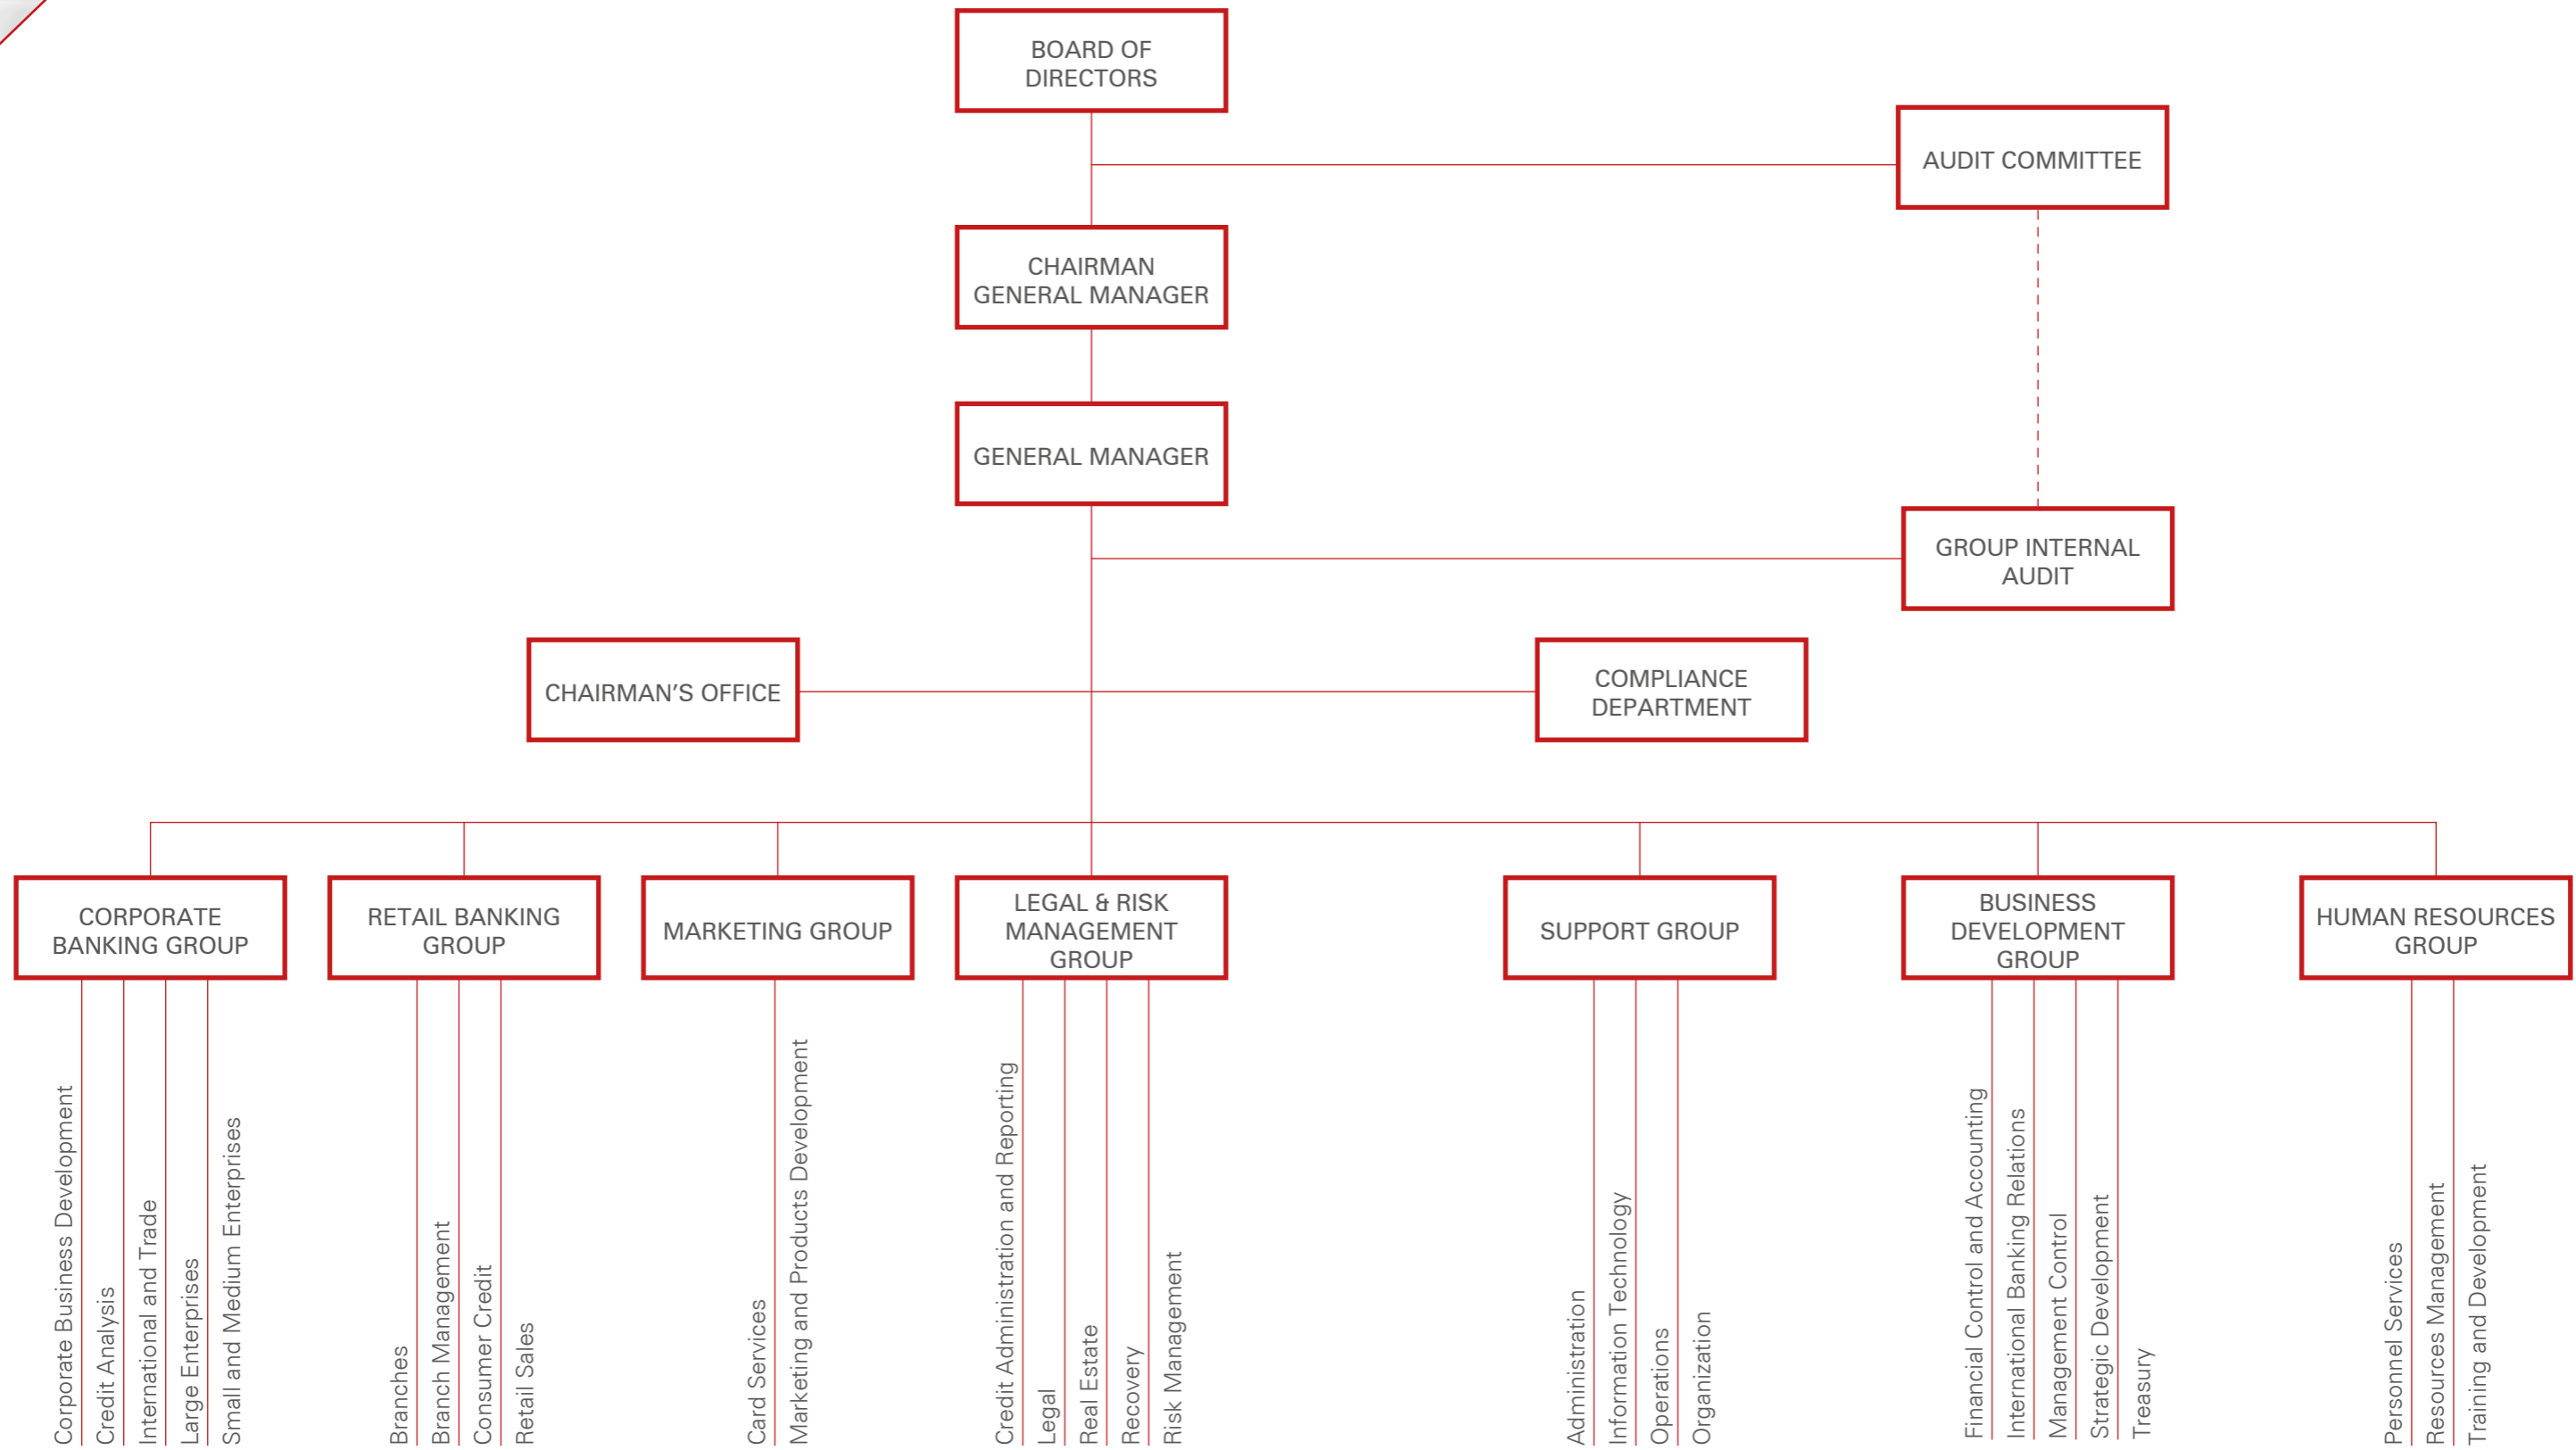 BOARD OF
DIRECTORS
AUDIT COMMITTEE
CHAIRMAN
GENERAL MANAGER
GENERAL MANAGER
GROUP INTERNAL
AUDIT
CHAIRMAN’S OFFICE
COMPLIANCE
DEPARTMENT
CORPORATE
BANKING GROUP
RETAIL BANKING
GROUP
MARKETING GROUP
LEGAL & RISK
MANAGEMENT
GROUP
SUPPORT GROUP
BUSINESS
DEVELOPMENT
GROUP
HUMAN RESOURCES
GROUP
Corporate Business Development
Credit Analysis
International and Trade
Large Enterprises
Small and Medium Enterprises
Branches
Branch Management
Consumer Credit
Retail Sales
Card Services
Marketing and Products Development
Credit Administration and Reporting
Legal
Real Estate
Recovery
Risk Management
Administration
Information Technology
Operations
Organization
Financial Control and Accounting
International Banking Relations
Management Control
Strategic Development
Treasury
Personnel Services
Resources Management
Training and Development